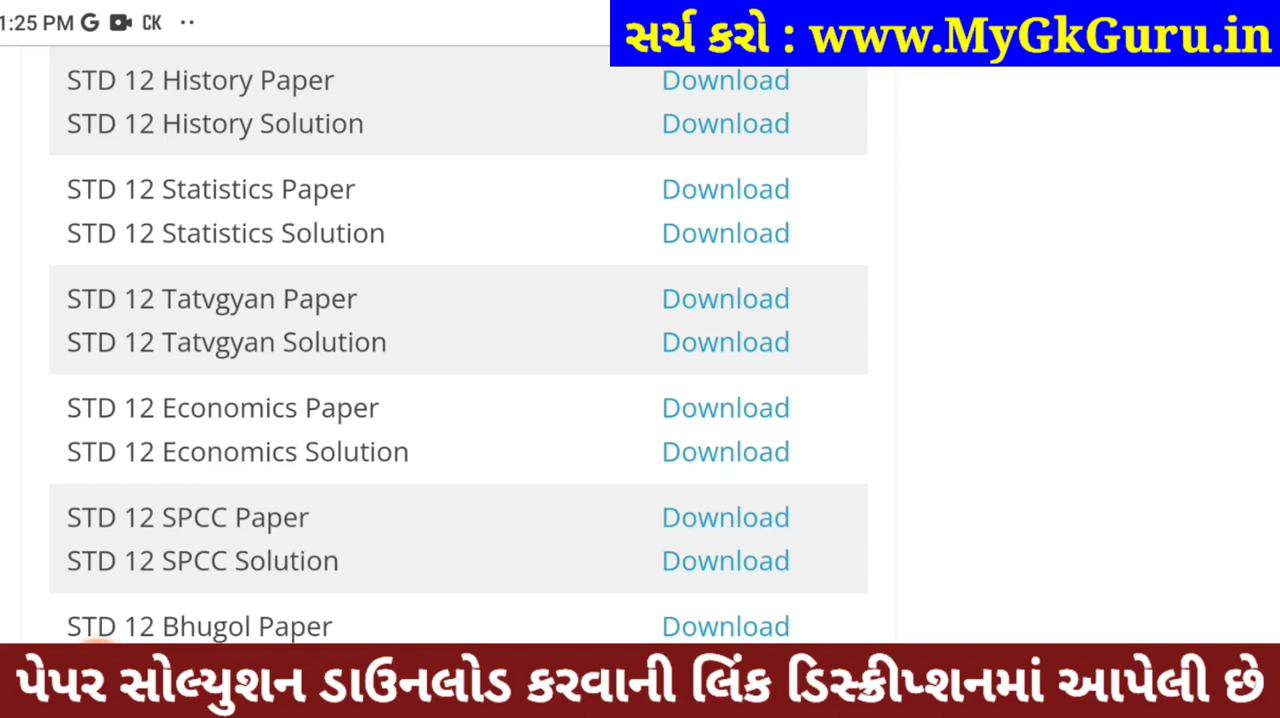 1:25 PM G CK ··
સર્ચ કરો : www.MyGkGuru.in
STD 12 History Paper Download
STD 12 History Solution Download
STD 12 Statistics Paper Download
STD 12 Statistics Solution Download
STD 12 Tatvgyan Paper Download
STD 12 Tatvgyan Solution Download
STD 12 Economics Paper Download
STD 12 Economics Solution Download
STD 12 SPCC Paper Download
STD 12 SPCC Solution Download
STD 12 Bhugol Paper Download
પેપર સોલ્યુશન ડાઉનલોડ કરવાની લિંક ડિસ્ક્રીપ્શનમાં આપેલી છે